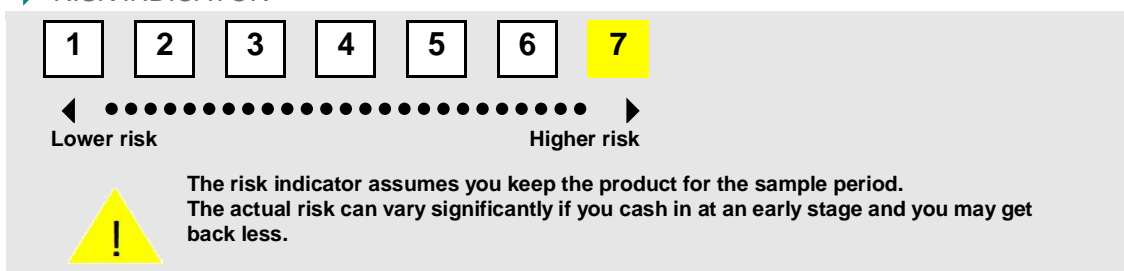 1 2 3 4 5 6 7
Lower risk Higher risk
!
The risk indicator assumes you keep the product for the sample period.
The actual risk can vary significantly if you cash in at an early stage and you may get
back less.